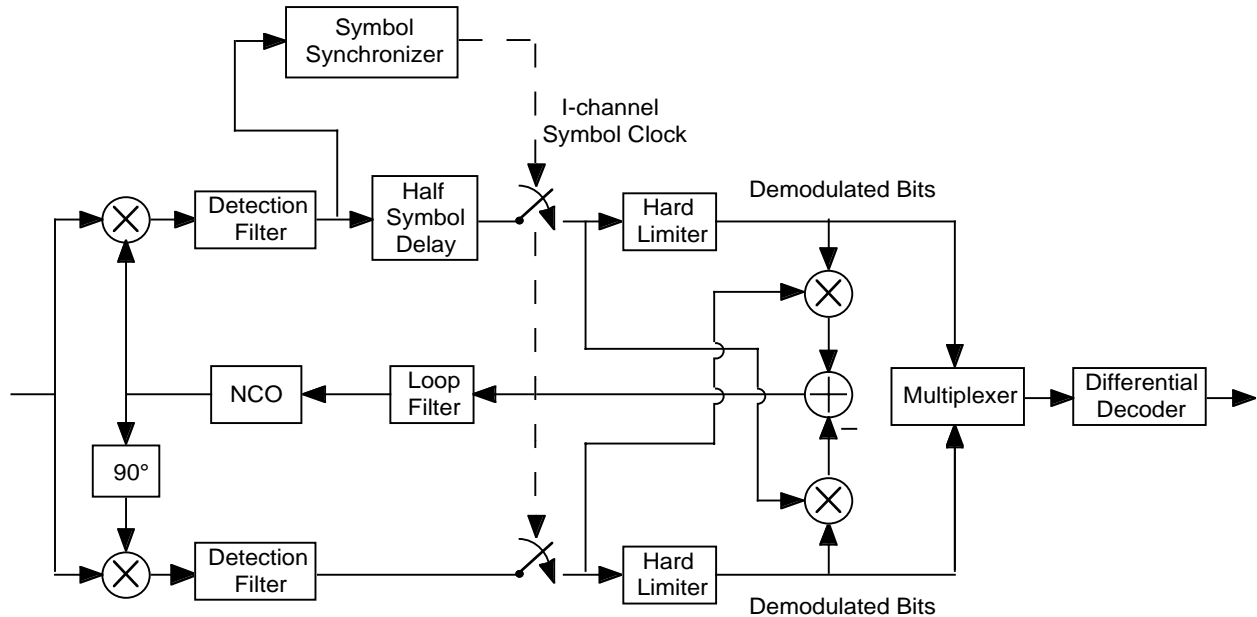 Symbol
Synchronizer
I-channel
Symbol Clock
Detection
Filter
Half
Symbol
Delay
Hard
Limiter
Demodulated Bits
NCO
Loop
Filter
Multiplexer
Differential
Decoder
–
90°
Detection
Filter
Hard
Limiter
Demodulated Bits